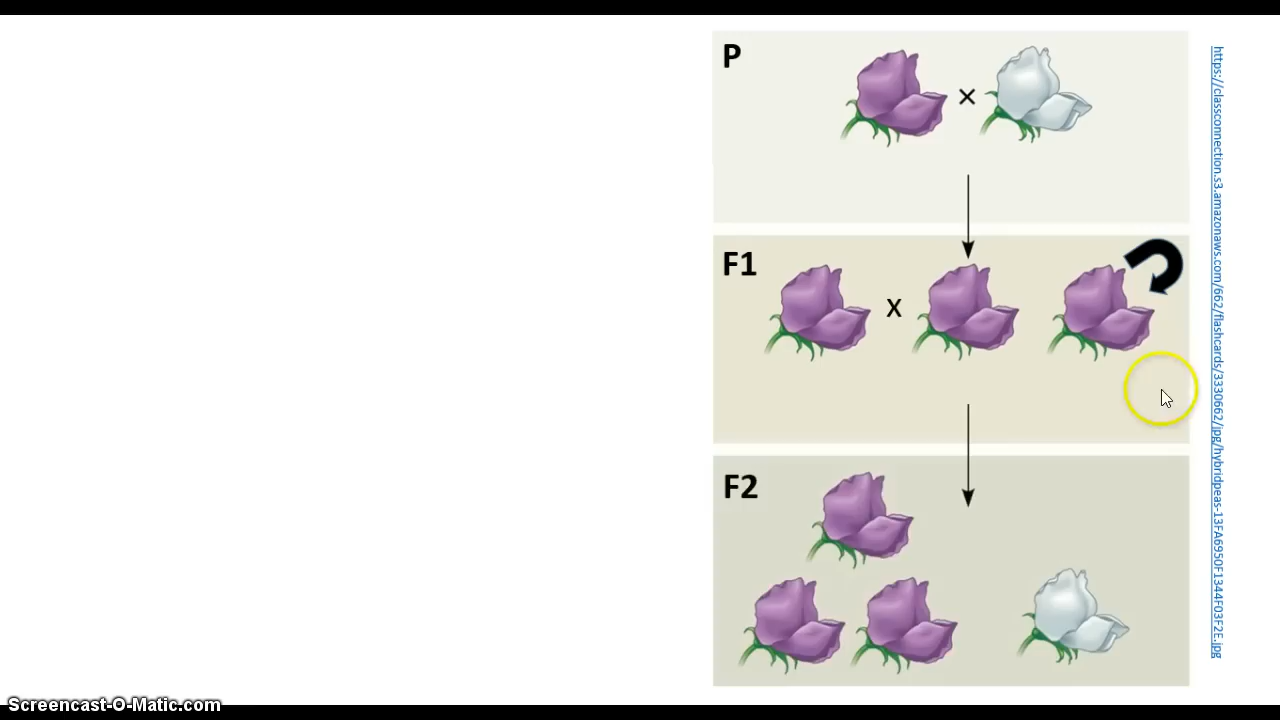 P
×
F1
X
F2
https://classconnection.s3.amazonaws.com/662/flashcards/3330662/jpg/hybridpeas-13FA6950F1344F03F2E.jpg
Screencast-O-Matic.com